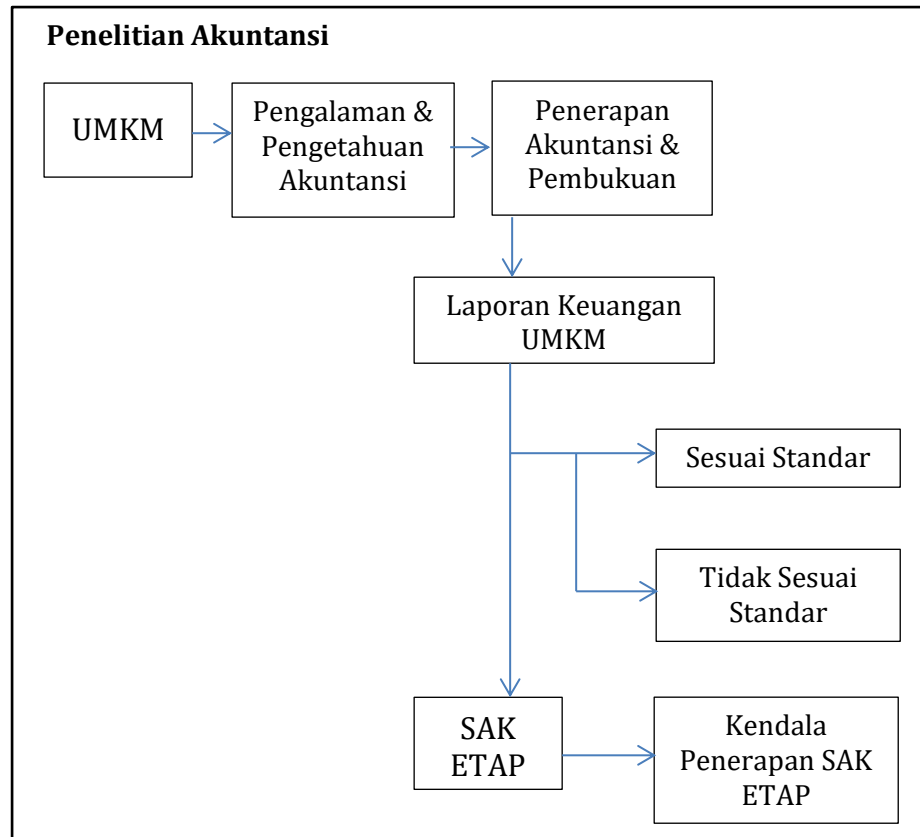 Penelitian Akuntansi
UMKM
Pengalaman &
Pengetahuan
Akuntansi
Penerapan
Akuntansi &
Pembukuan
Laporan Keuangan
UMKM
Sesuai Standar
Tidak Sesuai
Standar
SAK
ETAP
Kendala
Penerapan SAK
ETAP